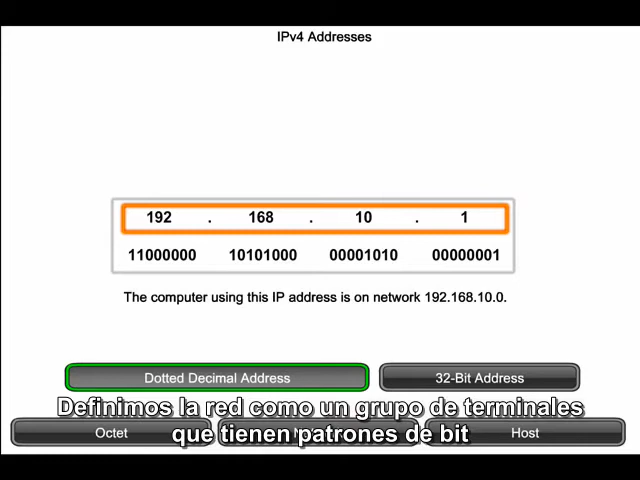 IPv4 Addresses
192 . 168 . 10 . 1
11000000 10101000 00001010 00000001
The computer using this IP address is on network 192.168.10.0.
Dotted Decimal Address
32-Bit Address
Definimos la red como un grupo de terminales
que tienen patrones de bit
Octet
Host